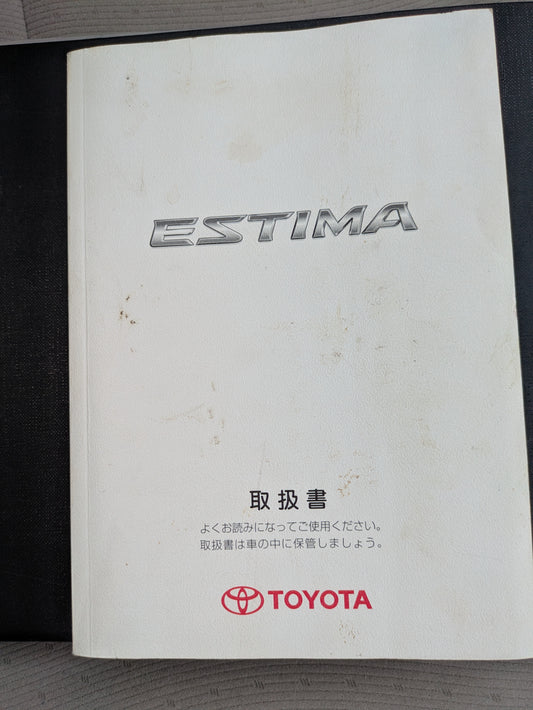 ESTIMA
取扱書
よくお読みになってご使用ください。
取扱書は車の中に保管しましょう。
TOYOTA